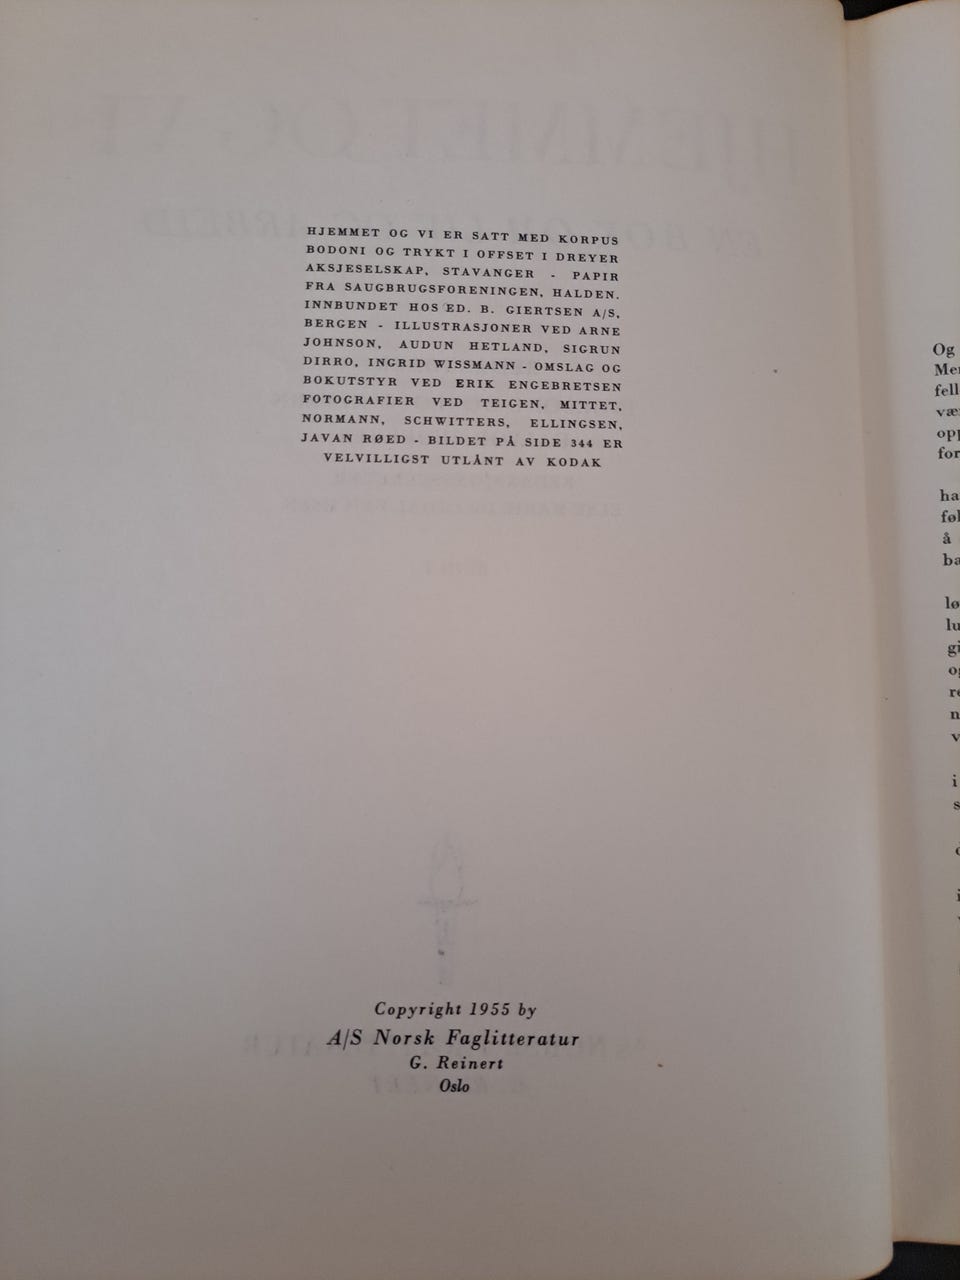 HJEMMET OG VI ER SATT MED KORPUS
BODONI OG TRYKT I OFFSET I DREYER
AKSJESELSKAP, STAVANGER - PAPIR
FRA SAUGBRUGSFORENINGEN, HALDEN.
INNBUNDET HOS ED. B. GIERTSEN A/S,
BERGEN - ILLUSTRASJONER VED ARNE
JOHNSON, AUDUN HETLAND, SIGRUN
DIRRO, INGRID WISSMANN - OMSLAG OG
BOKUTSTYR VED ERIK ENGEBRETSEN
FOTOGRAFIER VED TEIGEN, MITTET,
NORMANN, SCHWITTERS, ELLINGSEN,
JAVAN RØED - BILDET PÅ SIDE 344 ER
VELVILLIGST UTLÅNT AV KODAK
Copyright 1955 by
A/S Norsk Faglitteratur
G. Reinert
Oslo
Og
å
i